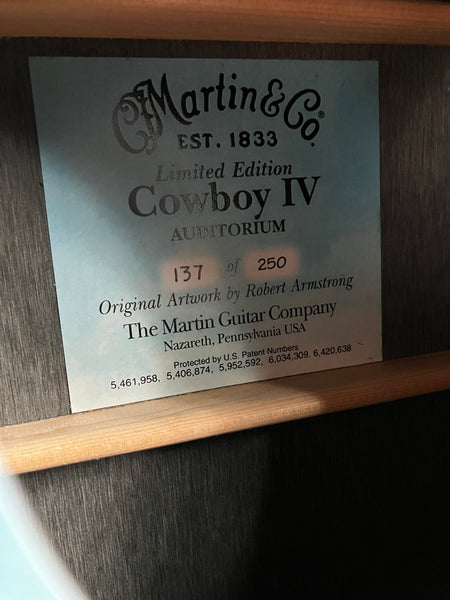 C.F. Martin & Co.®
EST. 1833
Limited Edition
Cowboy IV
AUDITORIUM
137 of 250
Original Artwork by Robert Armstrong
The Martin Guitar Company
Nazareth, Pennsylvania USA
Protected by U.S. Patent Numbers
5,461,958, 5,406,874, 5,952,592, 6,034,309, 6,420,638